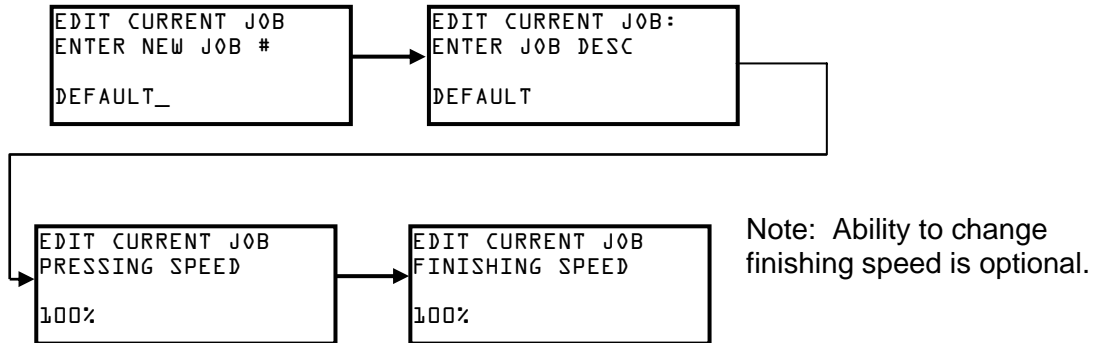 EDIT CURRENT JOB
ENTER NEW JOB #
DEFAULT_
EDIT CURRENT JOB:
ENTER JOB DESC
DEFAULT
EDIT CURRENT JOB
PRESSING SPEED
100%
EDIT CURRENT JOB
FINISHING SPEED
100%
Note: Ability to change
finishing speed is optional.